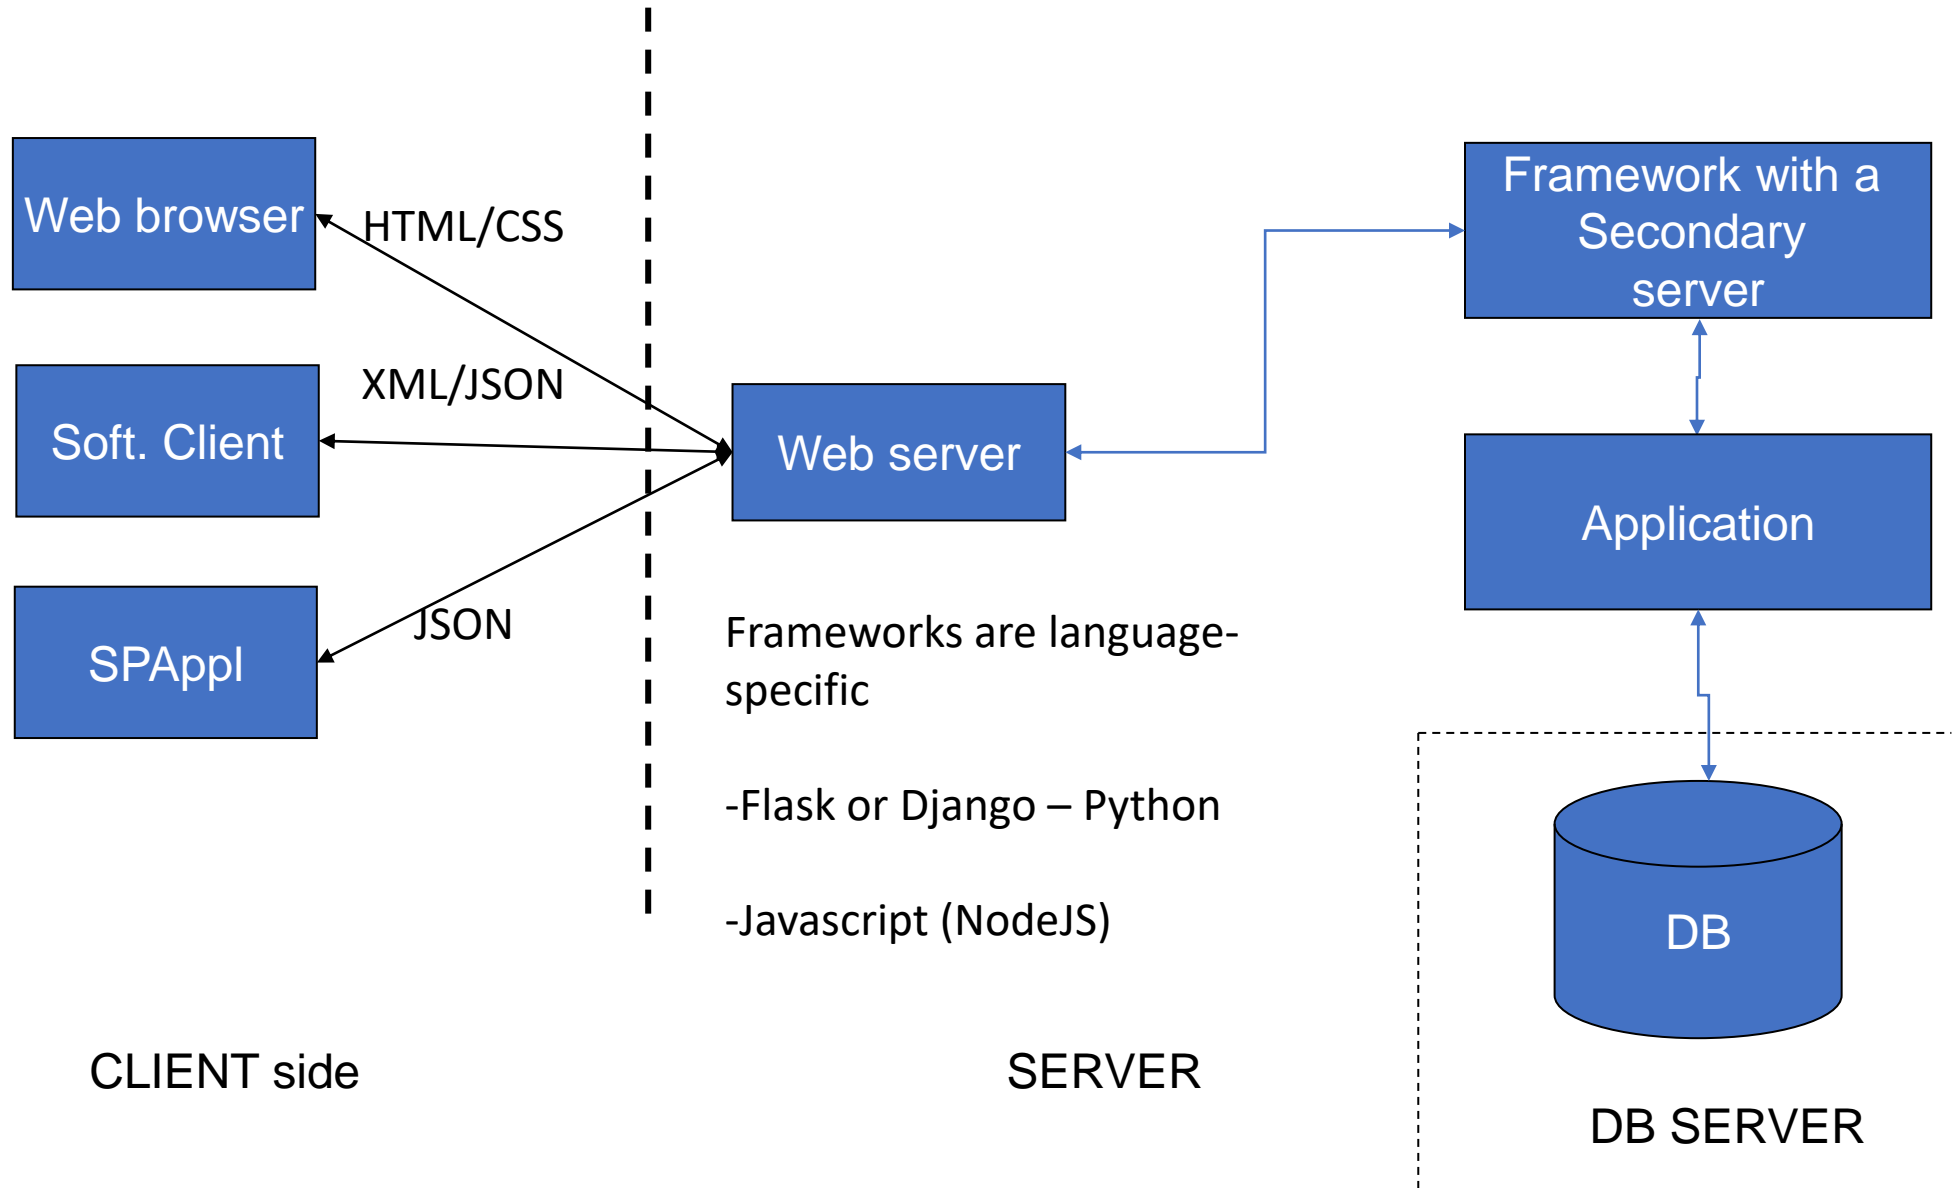 Web browser
HTML/CSS
Framework with a
Secondary
server
Soft. Client
XML/JSON
Web server
Application
SPAppl
JSON
Frameworks are language-
specific
-Flask or Django – Python
-Javascript (NodeJS)
DB
CLIENT side
SERVER
DB SERVER